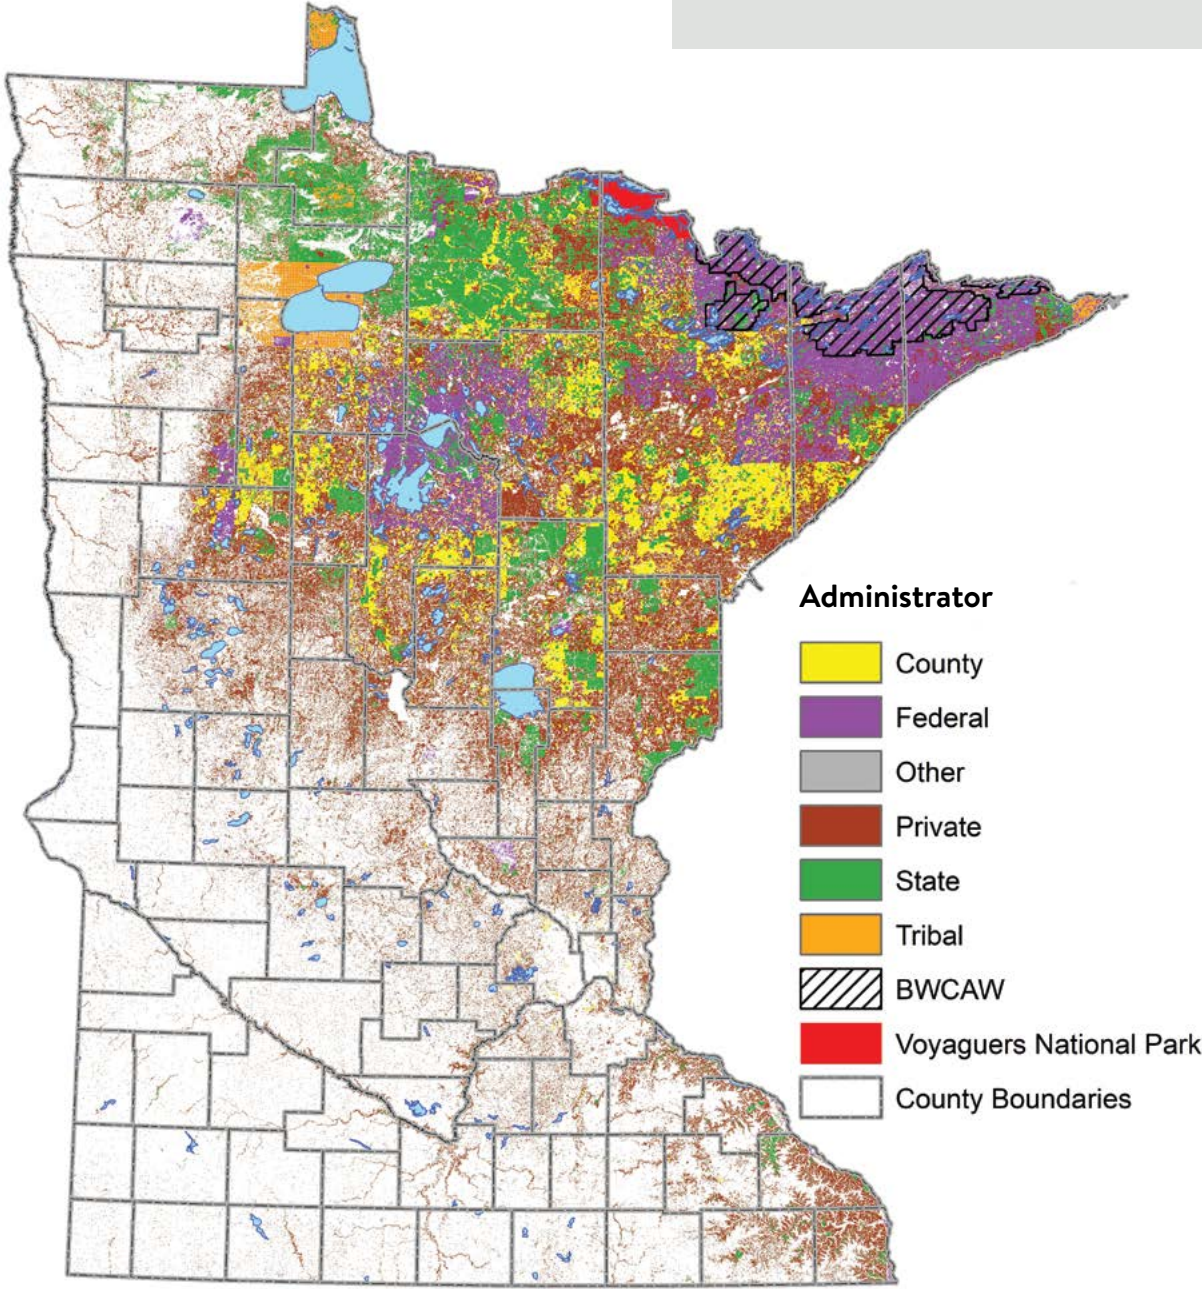 Administrator
County
Federal
Other
Private
State
Tribal
BWCAW
Voyaguers National Park
County Boundaries